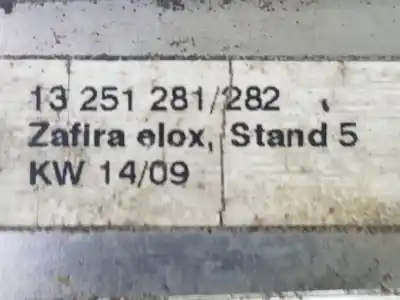 13 251 281/282
Zafira elox, Stand 5
KW 14/09